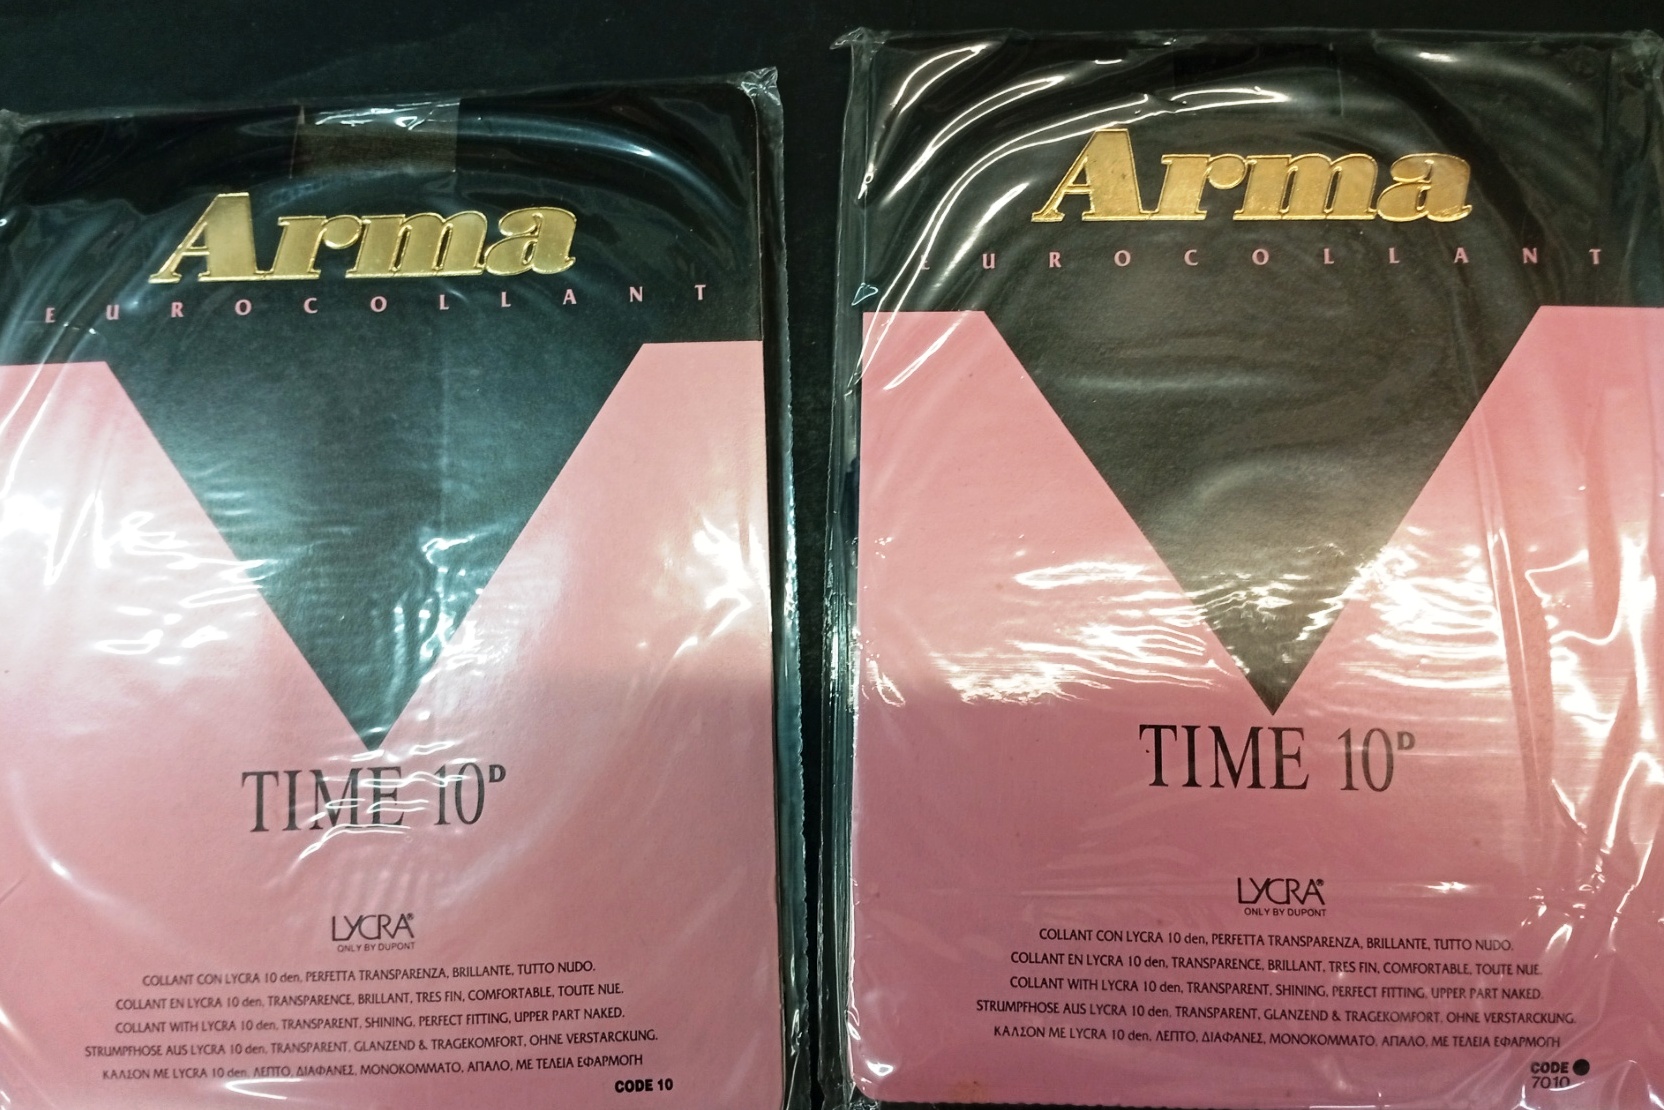 Arma
EUROCOLLANT
TIME 10D
LYCRA®
ONLY BY DUPONT
COLLANT CON LYCRA 10 den, PERFETTA TRANSPARENZA, BRILLANTE, TUTTO NUDO.
COLLANT EN LYCRA 10 den, TRANSPARENCE, BRILLANT, TRES FIN, COMFORTABLE, TOUTE NUE.
COLLANT WITH LYCRA 10 den, TRANSPARENT, SHINING, PERFECT FITTING, UPPER PART NAKED.
STRUMPFHOSE AUS LYCRA 10 den, TRANSPARENT, GLANZEND & TRAGEKOMFORT, OHNE VERSTARCKUNG.
ΚΑΛΣΟΝ ΜΕ LYCRA 10 den, ΛΕΠΤΟ, ΔΙΑΦΑΝΕΣ, ΜΟΝΟΚΟΜΜΑΤΟ, ΑΠΑΛΟ, ΜΕ ΤΕΛΕΙΑ ΕΦΑΡΜΟΓΗ
CODE 10
Arma
EUROCOLLANT
TIME 10D
LYCRA®
ONLY BY DUPONT
COLLANT CON LYCRA 10 den, PERFETTA TRANSPARENZA, BRILLANTE, TUTTO NUDO.
COLLANT EN LYCRA 10 den, TRANSPARENCE, BRILLANT, TRES FIN, COMFORTABLE, TOUTE NUE.
COLLANT WITH LYCRA 10 den, TRANSPARENT, SHINING, PERFECT FITTING, UPPER PART NAKED.
STRUMPFHOSE AUS LYCRA 10 den, TRANSPARENT, GLANZEND & TRAGEKOMFORT, OHNE VERSTARCKUNG.
ΚΑΛΣΟΝ ΜΕ LYCRA 10 den, ΛΕΠΤΟ, ΔΙΑΦΑΝΕΣ, ΜΟΝΟΚΟΜΜΑΤΟ, ΑΠΑΛΟ, ΜΕ ΤΕΛΕΙΑ ΕΦΑΡΜΟΓΗ
CODE
7010